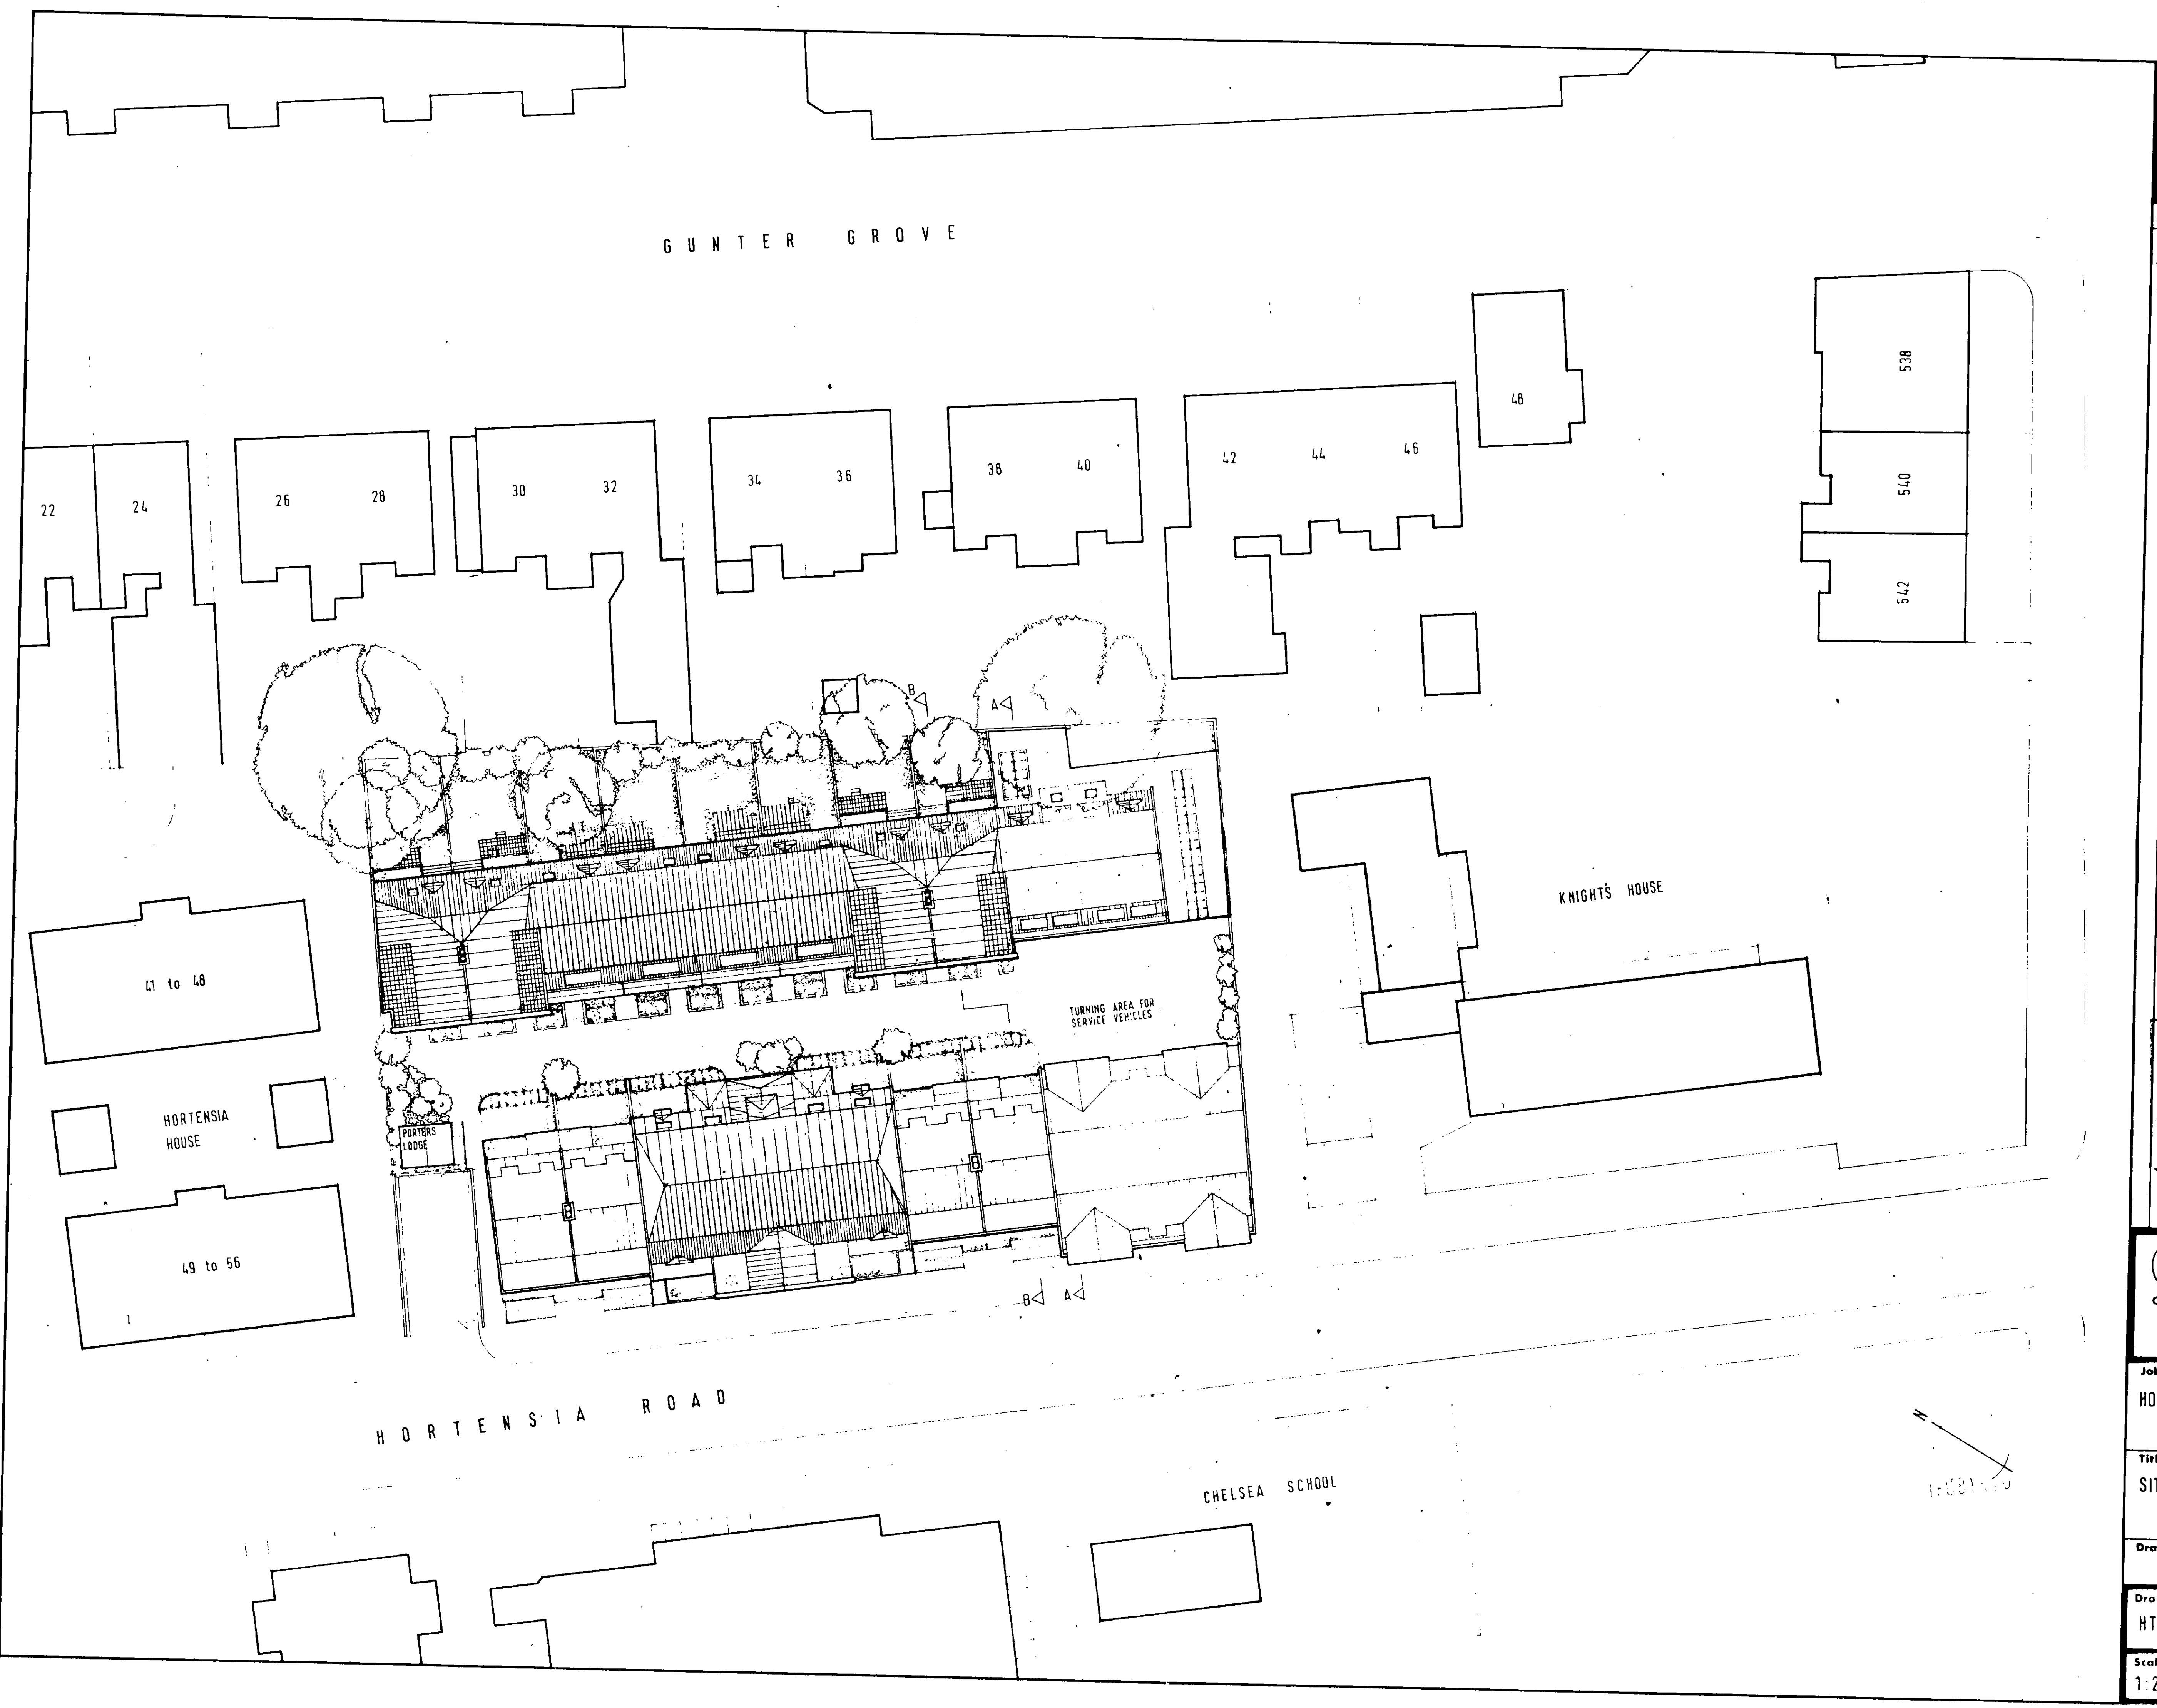 GUNTER GROVE
538
48
46
44
42
40
38
36
34
32
30
28
26
24
22
540
542
B
A
KNIGHT'S HOUSE
41 to 48
TURNING AREA FOR
SERVICE VEHICLES
HORTENSIA
HOUSE
PORTERS
LODGE
49 to 56
B
A
HORTENSIA ROAD
CHELSEA SCHOOL
N
HO
SIT
HT
1:2